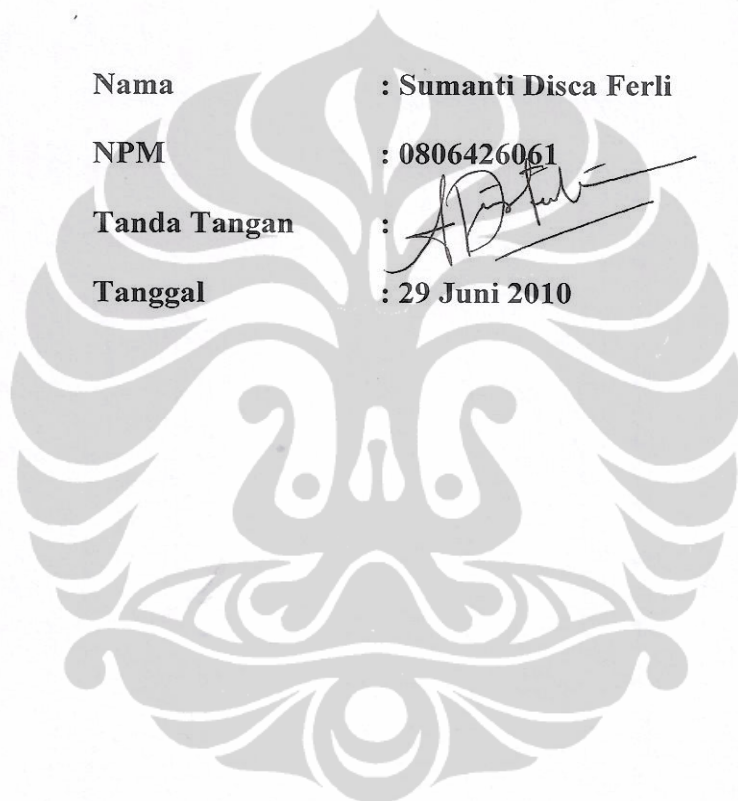 Nama : Sumanti Disca Ferli
NPM : 0806426061
Tanda Tangan :
Tanggal : 29 Juni 2010